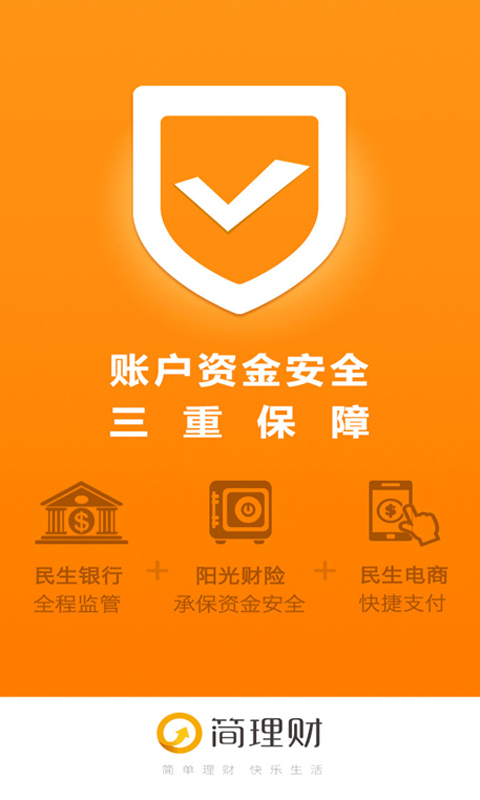 账户资金安全
三重保障
民生银行 + 阳光财险 + 民生电商
全程监管 承保资金安全 快捷支付
简理财
简单理财 快乐生活